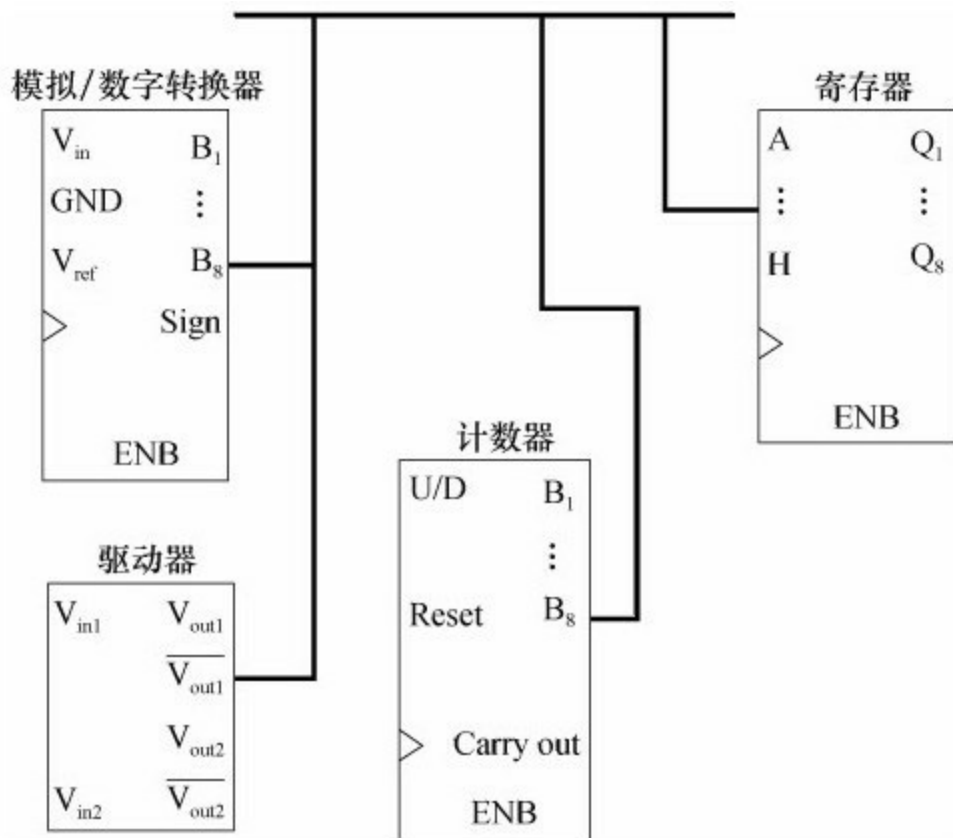 模拟/数字转换器
V_in B_1
GND ⋮
V_ref B_8
Sign
ENB
寄存器
A Q_1
⋮ ⋮
H Q_8
ENB
计数器
U/D B_1
⋮
Reset B_8
Carry out
ENB
驱动器
V_in1 V_out1
V̅_out1
V_out2
V_in2 V̅_out2